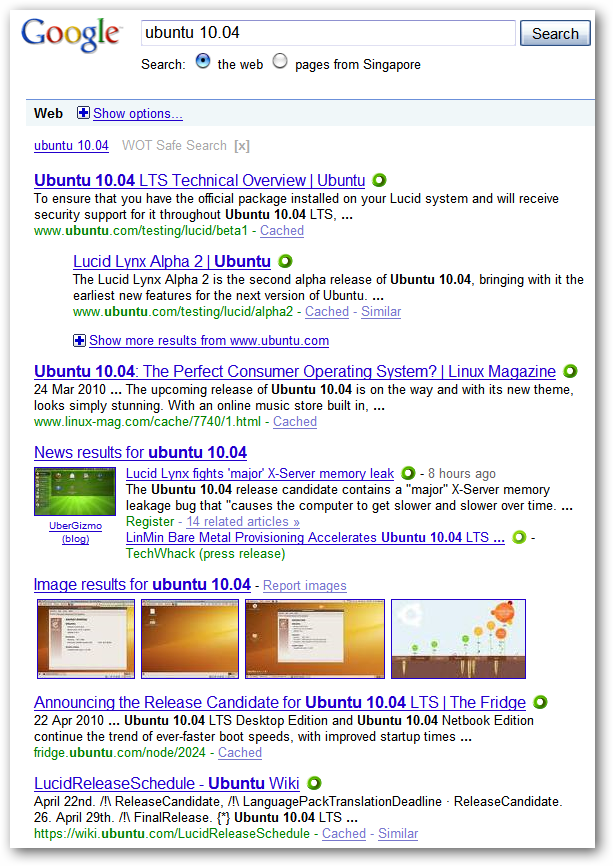 Google™
ubuntu 10.04
Search
Search: the web pages from Singapore
Web Show options...
ubuntu 10.04 WOT Safe Search [x]
Ubuntu 10.04 LTS Technical Overview | Ubuntu
To ensure that you have the official package installed on your Lucid system and will receive
security support for it throughout Ubuntu 10.04 LTS, ...
www.ubuntu.com/testing/lucid/beta1 - Cached
Lucid Lynx Alpha 2 | Ubuntu
The Lucid Lynx Alpha 2 is the second alpha release of Ubuntu 10.04, bringing with it the
earliest new features for the next version of Ubuntu. ...
www.ubuntu.com/testing/lucid/alpha2 - Cached - Similar
Show more results from www.ubuntu.com
Ubuntu 10.04: The Perfect Consumer Operating System? | Linux Magazine
24 Mar 2010 ... The upcoming release of Ubuntu 10.04 is on the way and with its new theme,
looks simply stunning. With an online music store built in, ...
www.linux-mag.com/cache/7740/1.html - Cached
News results for ubuntu 10.04
UberGizmo
(blog)
Lucid Lynx fights 'major' X-Server memory leak - 8 hours ago
The Ubuntu 10.04 release candidate contains a "major" X-Server memory
leakage bug that "causes the computer to get slower and slower over time. ...
Register - 14 related articles »
LinMin Bare Metal Provisioning Accelerates Ubuntu 10.04 LTS ... -
TechWhack (press release)
Image results for ubuntu 10.04 - Report images
Announcing the Release Candidate for Ubuntu 10.04 LTS | The Fridge
22 Apr 2010 ... Ubuntu 10.04 LTS Desktop Edition and Ubuntu 10.04 Netbook Edition
continue the trend of ever-faster boot speeds, with improved startup times ...
fridge.ubuntu.com/node/2024 - Cached
LucidReleaseSchedule - Ubuntu Wiki
April 22nd. /!\ ReleaseCandidate, /!\ LanguagePackTranslationDeadline · ReleaseCandidate.
26. April 29th. /!\ FinalRelease. {*} Ubuntu 10.04 LTS ...
https://wiki.ubuntu.com/LucidReleaseSchedule - Cached - Similar